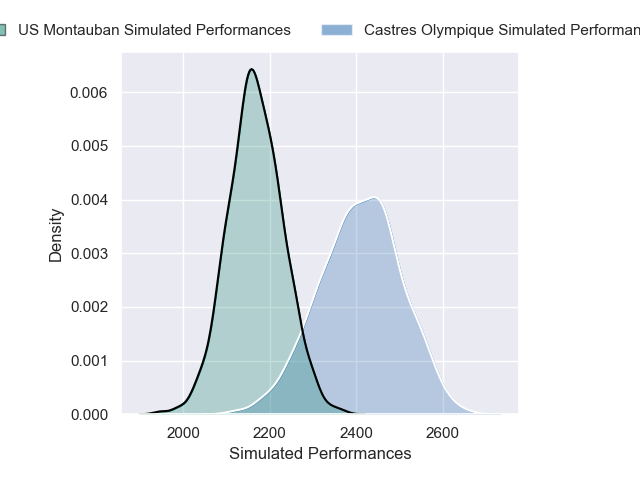 US Montauban Simulated Performances
Castres Olympique Simulated Performan
0.006
0.005
0.004
0.003
0.002
0.001
0.000
Density
2000
2200
2400
2600
Simulated Performances